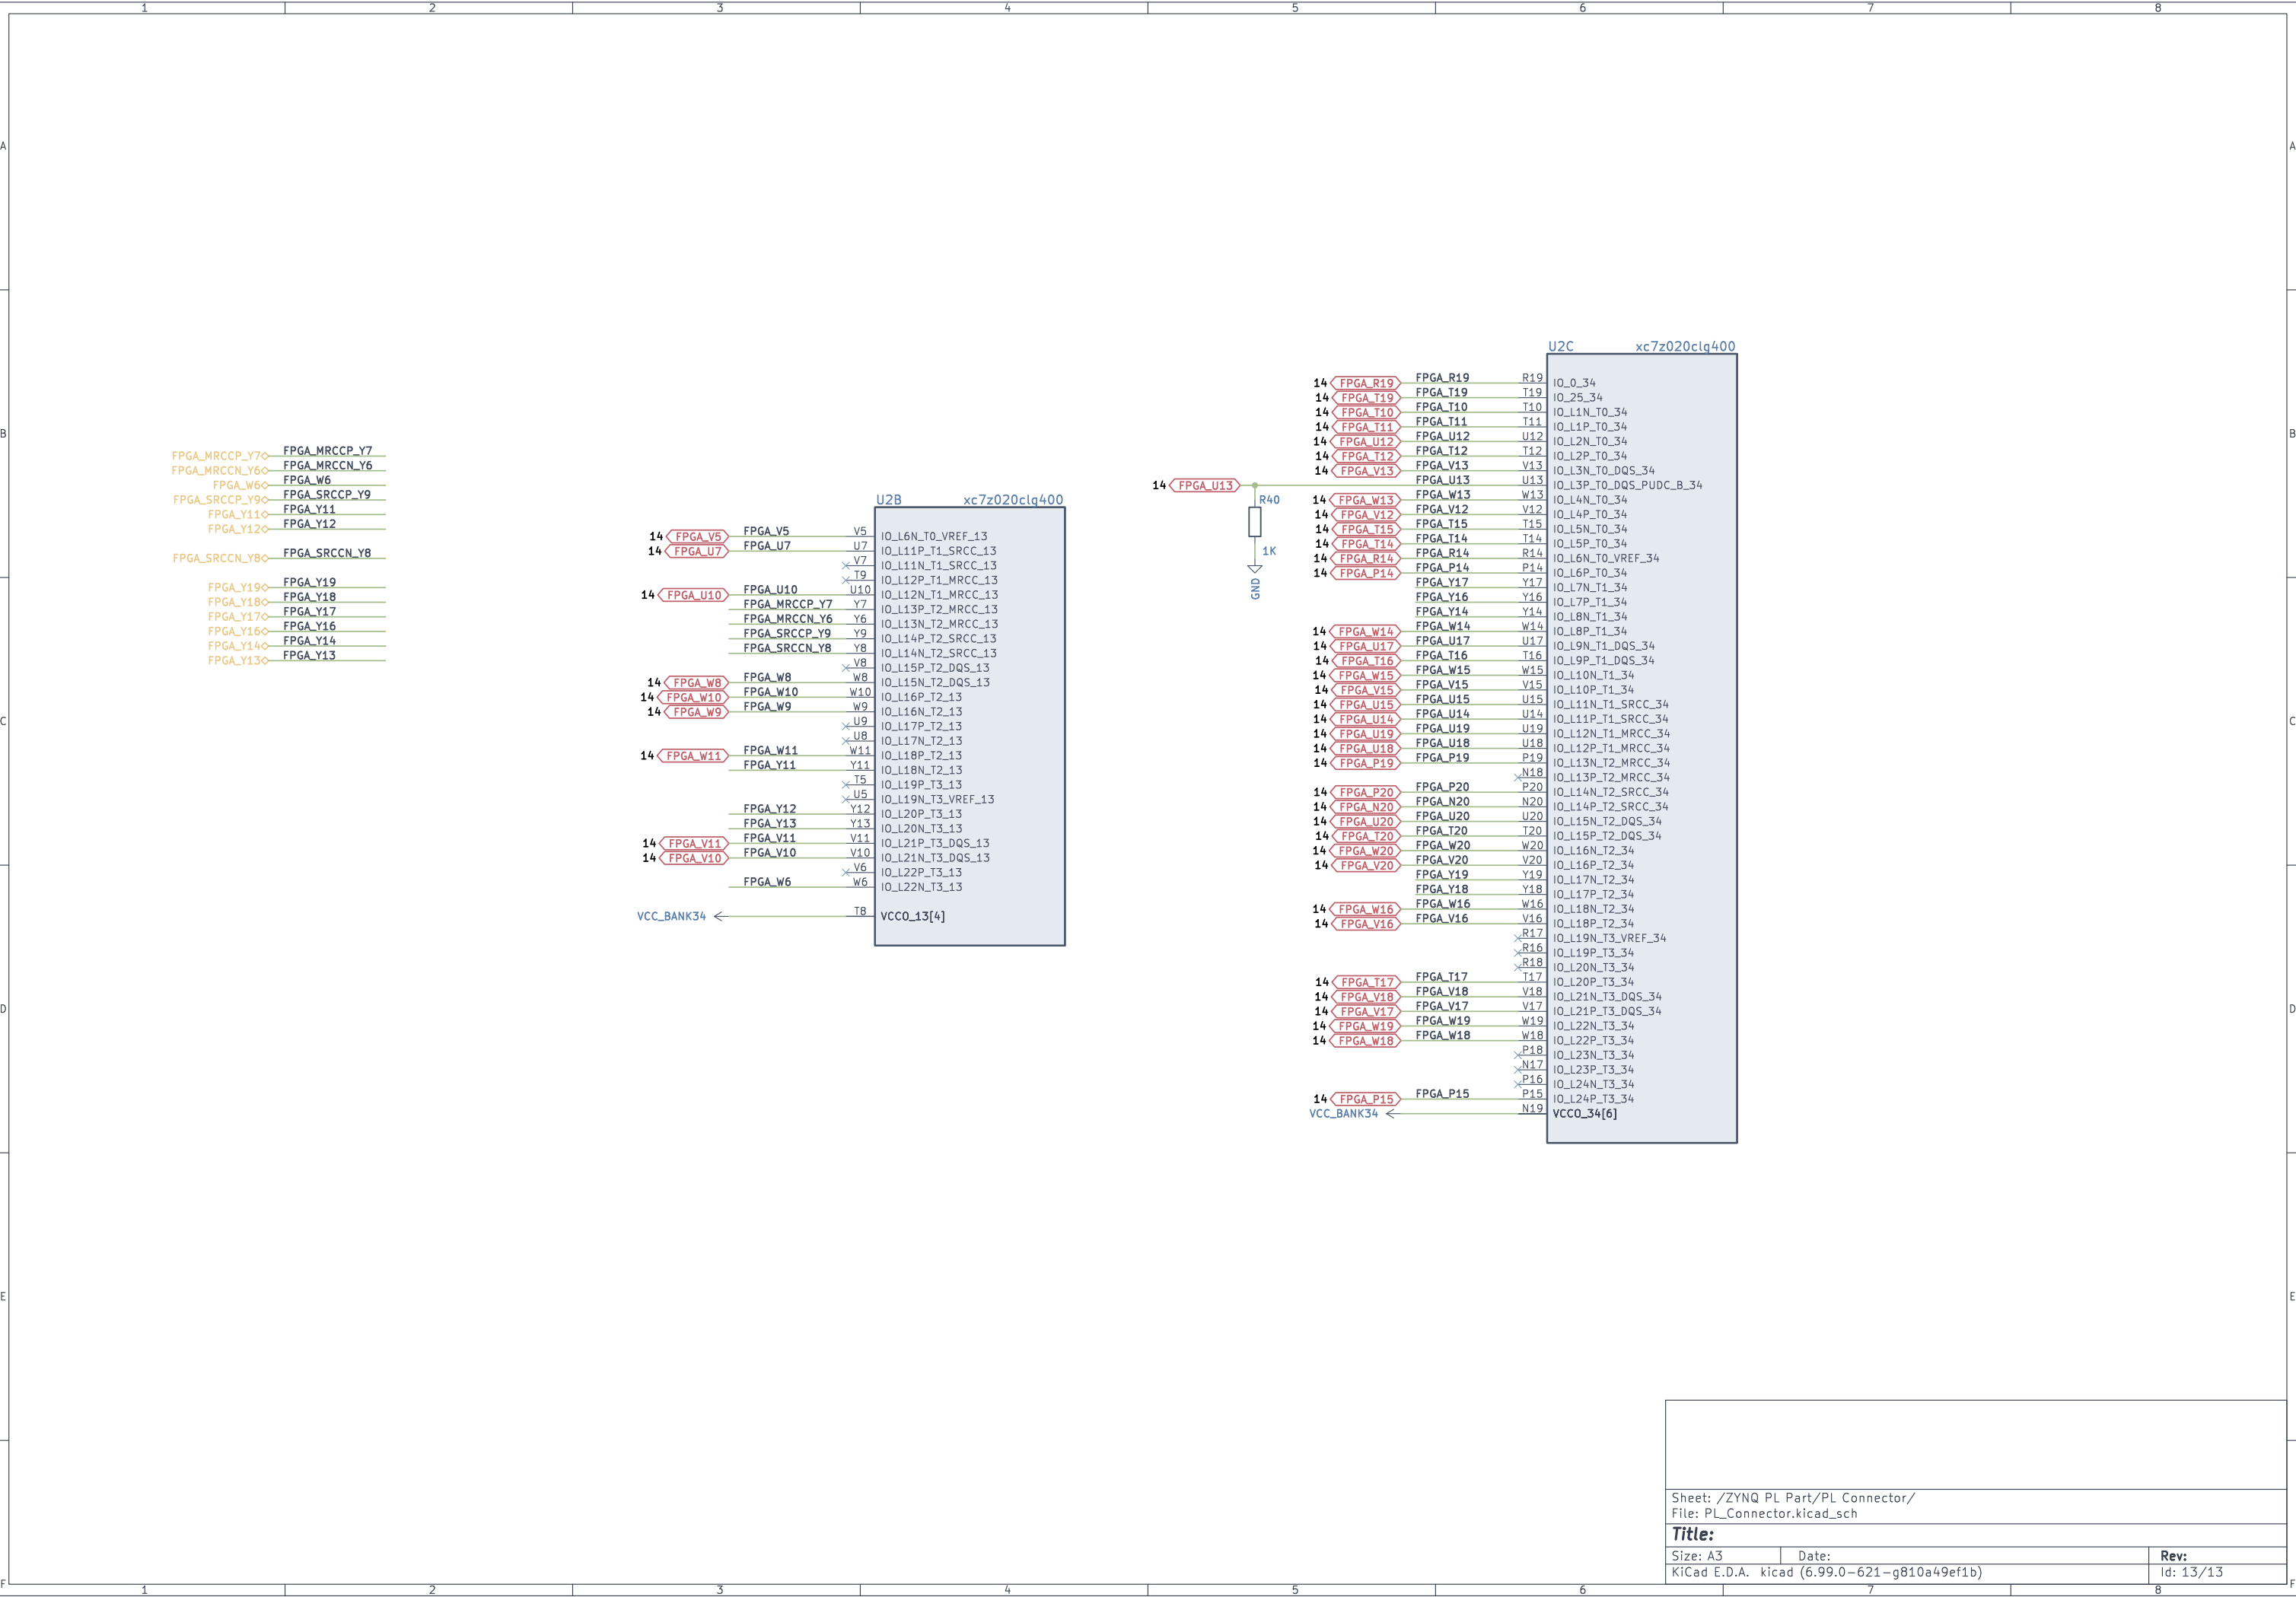 1 2 3 4 5 6 7 8
A A
B B
C C
D D
E E
F F
FPGA_MRCCP_Y7 FPGA_MRCCP_Y7
FPGA_MRCCN_Y6 FPGA_MRCCN_Y6
FPGA_W6 FPGA_W6
FPGA_SRCCP_Y9 FPGA_SRCCP_Y9
FPGA_Y11 FPGA_Y11
FPGA_Y12 FPGA_Y12
FPGA_SRCCN_Y8 FPGA_SRCCN_Y8
FPGA_Y19 FPGA_Y19
FPGA_Y18 FPGA_Y18
FPGA_Y17 FPGA_Y17
FPGA_Y16 FPGA_Y16
FPGA_Y14 FPGA_Y14
FPGA_Y13 FPGA_Y13
U2B xc7z020clg400
14 FPGA_V5 FPGA_V5 V5 IO_L6N_T0_VREF_13
14 FPGA_U7 FPGA_U7 U7 IO_L11P_T1_SRCC_13
V7 IO_L11N_T1_SRCC_13
T9 IO_L12P_T1_MRCC_13
14 FPGA_U10 FPGA_U10 U10 IO_L12N_T1_MRCC_13
FPGA_MRCCP_Y7 Y7 IO_L13P_T2_MRCC_13
FPGA_MRCCN_Y6 Y6 IO_L13N_T2_MRCC_13
FPGA_SRCCP_Y9 Y9 IO_L14P_T2_SRCC_13
FPGA_SRCCN_Y8 Y8 IO_L14N_T2_SRCC_13
V8 IO_L15P_T2_DQS_13
14 FPGA_W8 FPGA_W8 W8 IO_L15N_T2_DQS_13
14 FPGA_W10 FPGA_W10 W10 IO_L16P_T2_13
14 FPGA_W9 FPGA_W9 W9 IO_L16N_T2_13
U9 IO_L17P_T2_13
U8 IO_L17N_T2_13
14 FPGA_W11 FPGA_W11 W11 IO_L18P_T2_13
FPGA_Y11 Y11 IO_L18N_T2_13
T5 IO_L19P_T3_13
U5 IO_L19N_T3_VREF_13
FPGA_Y12 Y12 IO_L20P_T3_13
FPGA_Y13 Y13 IO_L20N_T3_13
14 FPGA_V11 FPGA_V11 V11 IO_L21P_T3_DQS_13
14 FPGA_V10 FPGA_V10 V10 IO_L21N_T3_DQS_13
V6 IO_L22P_T3_13
FPGA_W6 W6 IO_L22N_T3_13
VCC_BANK34 T8 VCCO_13[4]
U2C xc7z020clg400
14 FPGA_R19 FPGA_R19 R19 IO_0_34
14 FPGA_T19 FPGA_T19 T19 IO_25_34
14 FPGA_T10 FPGA_T10 T10 IO_L1N_T0_34
14 FPGA_T11 FPGA_T11 T11 IO_L1P_T0_34
14 FPGA_U12 FPGA_U12 U12 IO_L2N_T0_34
14 FPGA_T12 FPGA_T12 T12 IO_L2P_T0_34
14 FPGA_V13 FPGA_V13 V13 IO_L3N_T0_DQS_34
14 FPGA_U13 FPGA_U13 U13 IO_L3P_T0_DQS_PUDC_B_34
R40
1K
GND
14 FPGA_W13 FPGA_W13 W13 IO_L4N_T0_34
14 FPGA_V12 FPGA_V12 V12 IO_L4P_T0_34
14 FPGA_T15 FPGA_T15 T15 IO_L5N_T0_34
14 FPGA_T14 FPGA_T14 T14 IO_L5P_T0_34
14 FPGA_R14 FPGA_R14 R14 IO_L6N_T0_VREF_34
14 FPGA_P14 FPGA_P14 P14 IO_L6P_T0_34
FPGA_Y17 Y17 IO_L7N_T1_34
FPGA_Y16 Y16 IO_L7P_T1_34
FPGA_Y14 Y14 IO_L8N_T1_34
14 FPGA_W14 FPGA_W14 W14 IO_L8P_T1_34
14 FPGA_U17 FPGA_U17 U17 IO_L9N_T1_DQS_34
14 FPGA_T16 FPGA_T16 T16 IO_L9P_T1_DQS_34
14 FPGA_W15 FPGA_W15 W15 IO_L10N_T1_34
14 FPGA_V15 FPGA_V15 V15 IO_L10P_T1_34
14 FPGA_U15 FPGA_U15 U15 IO_L11N_T1_SRCC_34
14 FPGA_U14 FPGA_U14 U14 IO_L11P_T1_SRCC_34
14 FPGA_U19 FPGA_U19 U19 IO_L12N_T1_MRCC_34
14 FPGA_U18 FPGA_U18 U18 IO_L12P_T1_MRCC_34
14 FPGA_P19 FPGA_P19 P19 IO_L13N_T2_MRCC_34
N18 IO_L13P_T2_MRCC_34
14 FPGA_P20 FPGA_P20 P20 IO_L14N_T2_SRCC_34
14 FPGA_N20 FPGA_N20 N20 IO_L14P_T2_SRCC_34
14 FPGA_U20 FPGA_U20 U20 IO_L15N_T2_DQS_34
14 FPGA_T20 FPGA_T20 T20 IO_L15P_T2_DQS_34
14 FPGA_W20 FPGA_W20 W20 IO_L16N_T2_34
14 FPGA_V20 FPGA_V20 V20 IO_L16P_T2_34
FPGA_Y19 Y19 IO_L17N_T2_34
FPGA_Y18 Y18 IO_L17P_T2_34
14 FPGA_W16 FPGA_W16 W16 IO_L18N_T2_34
14 FPGA_V16 FPGA_V16 V16 IO_L18P_T2_34
R17 IO_L19N_T3_VREF_34
R16 IO_L19P_T3_34
R18 IO_L20N_T3_34
14 FPGA_T17 FPGA_T17 T17 IO_L20P_T3_34
14 FPGA_V18 FPGA_V18 V18 IO_L21N_T3_DQS_34
14 FPGA_V17 FPGA_V17 V17 IO_L21P_T3_DQS_34
14 FPGA_W19 FPGA_W19 W19 IO_L22N_T3_34
14 FPGA_W18 FPGA_W18 W18 IO_L22P_T3_34
P18 IO_L23N_T3_34
N17 IO_L23P_T3_34
P16 IO_L24N_T3_34
14 FPGA_P15 FPGA_P15 P15 IO_L24P_T3_34
VCC_BANK34 N19 VCCO_34[6]
Sheet: /ZYNQ PL Part/PL Connector/
File: PL_Connector.kicad_sch
Title:
Size: A3 Date: Rev:
KiCad E.D.A. kicad (6.99.0-621-g810a49ef1b) Id: 13/13
1 2 3 4 5 6 7 8